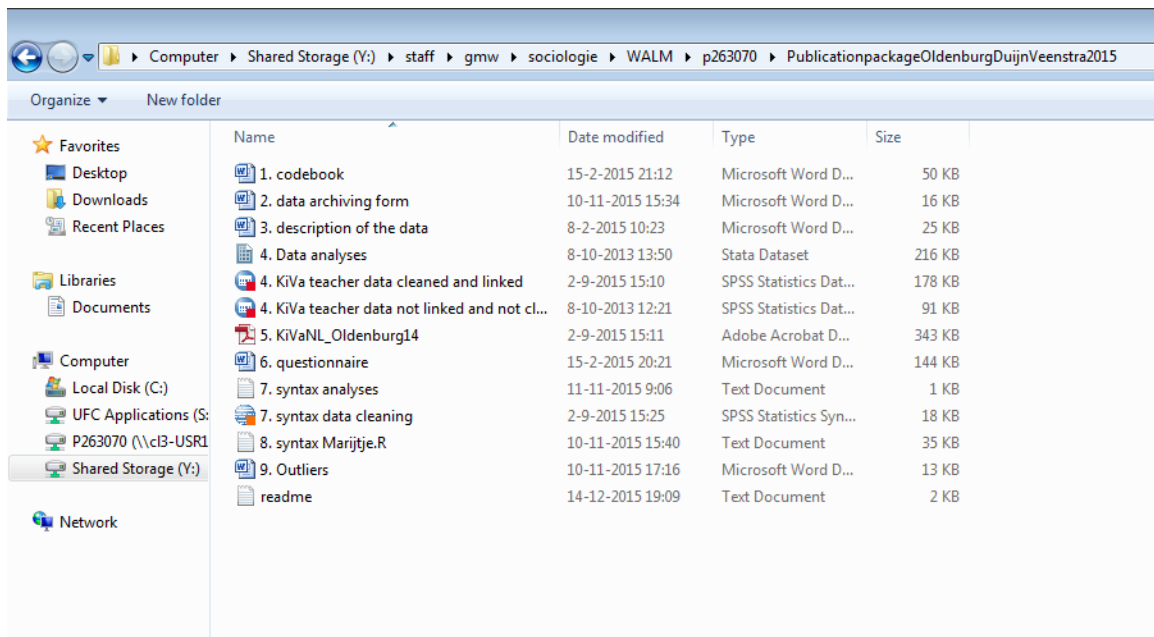 Computer Shared Storage (Y:) staff gmw sociologie WALM p263070 PublicationpackageOldenburgDuijnVeenstra2015
Organize New folder
Favorites
Desktop
Downloads
Recent Places
Libraries
Documents
Computer
Local Disk (C:)
UFC Applications (S:
P263070 (\\cl3-USR1
Shared Storage (Y:)
Network
Name Date modified Type Size
1. codebook 15-2-2015 21:12 Microsoft Word D... 50 KB
2. data archiving form 10-11-2015 15:34 Microsoft Word D... 16 KB
3. description of the data 8-2-2015 10:23 Microsoft Word D... 25 KB
4. Data analyses 8-10-2013 13:50 Stata Dataset 216 KB
4. KiVa teacher data cleaned and linked 2-9-2015 15:10 SPSS Statistics Dat... 178 KB
4. KiVa teacher data not linked and not cl... 8-10-2013 12:21 SPSS Statistics Dat... 91 KB
5. KiVaNL_Oldenburg14 2-9-2015 15:11 Adobe Acrobat D... 343 KB
6. questionnaire 15-2-2015 20:21 Microsoft Word D... 144 KB
7. syntax analyses 11-11-2015 9:06 Text Document 1 KB
7. syntax data cleaning 2-9-2015 15:25 SPSS Statistics Syn... 18 KB
8. syntax Marijtje.R 10-11-2015 15:40 Text Document 35 KB
9. Outliers 10-11-2015 17:16 Microsoft Word D... 13 KB
readme 14-12-2015 19:09 Text Document 2 KB